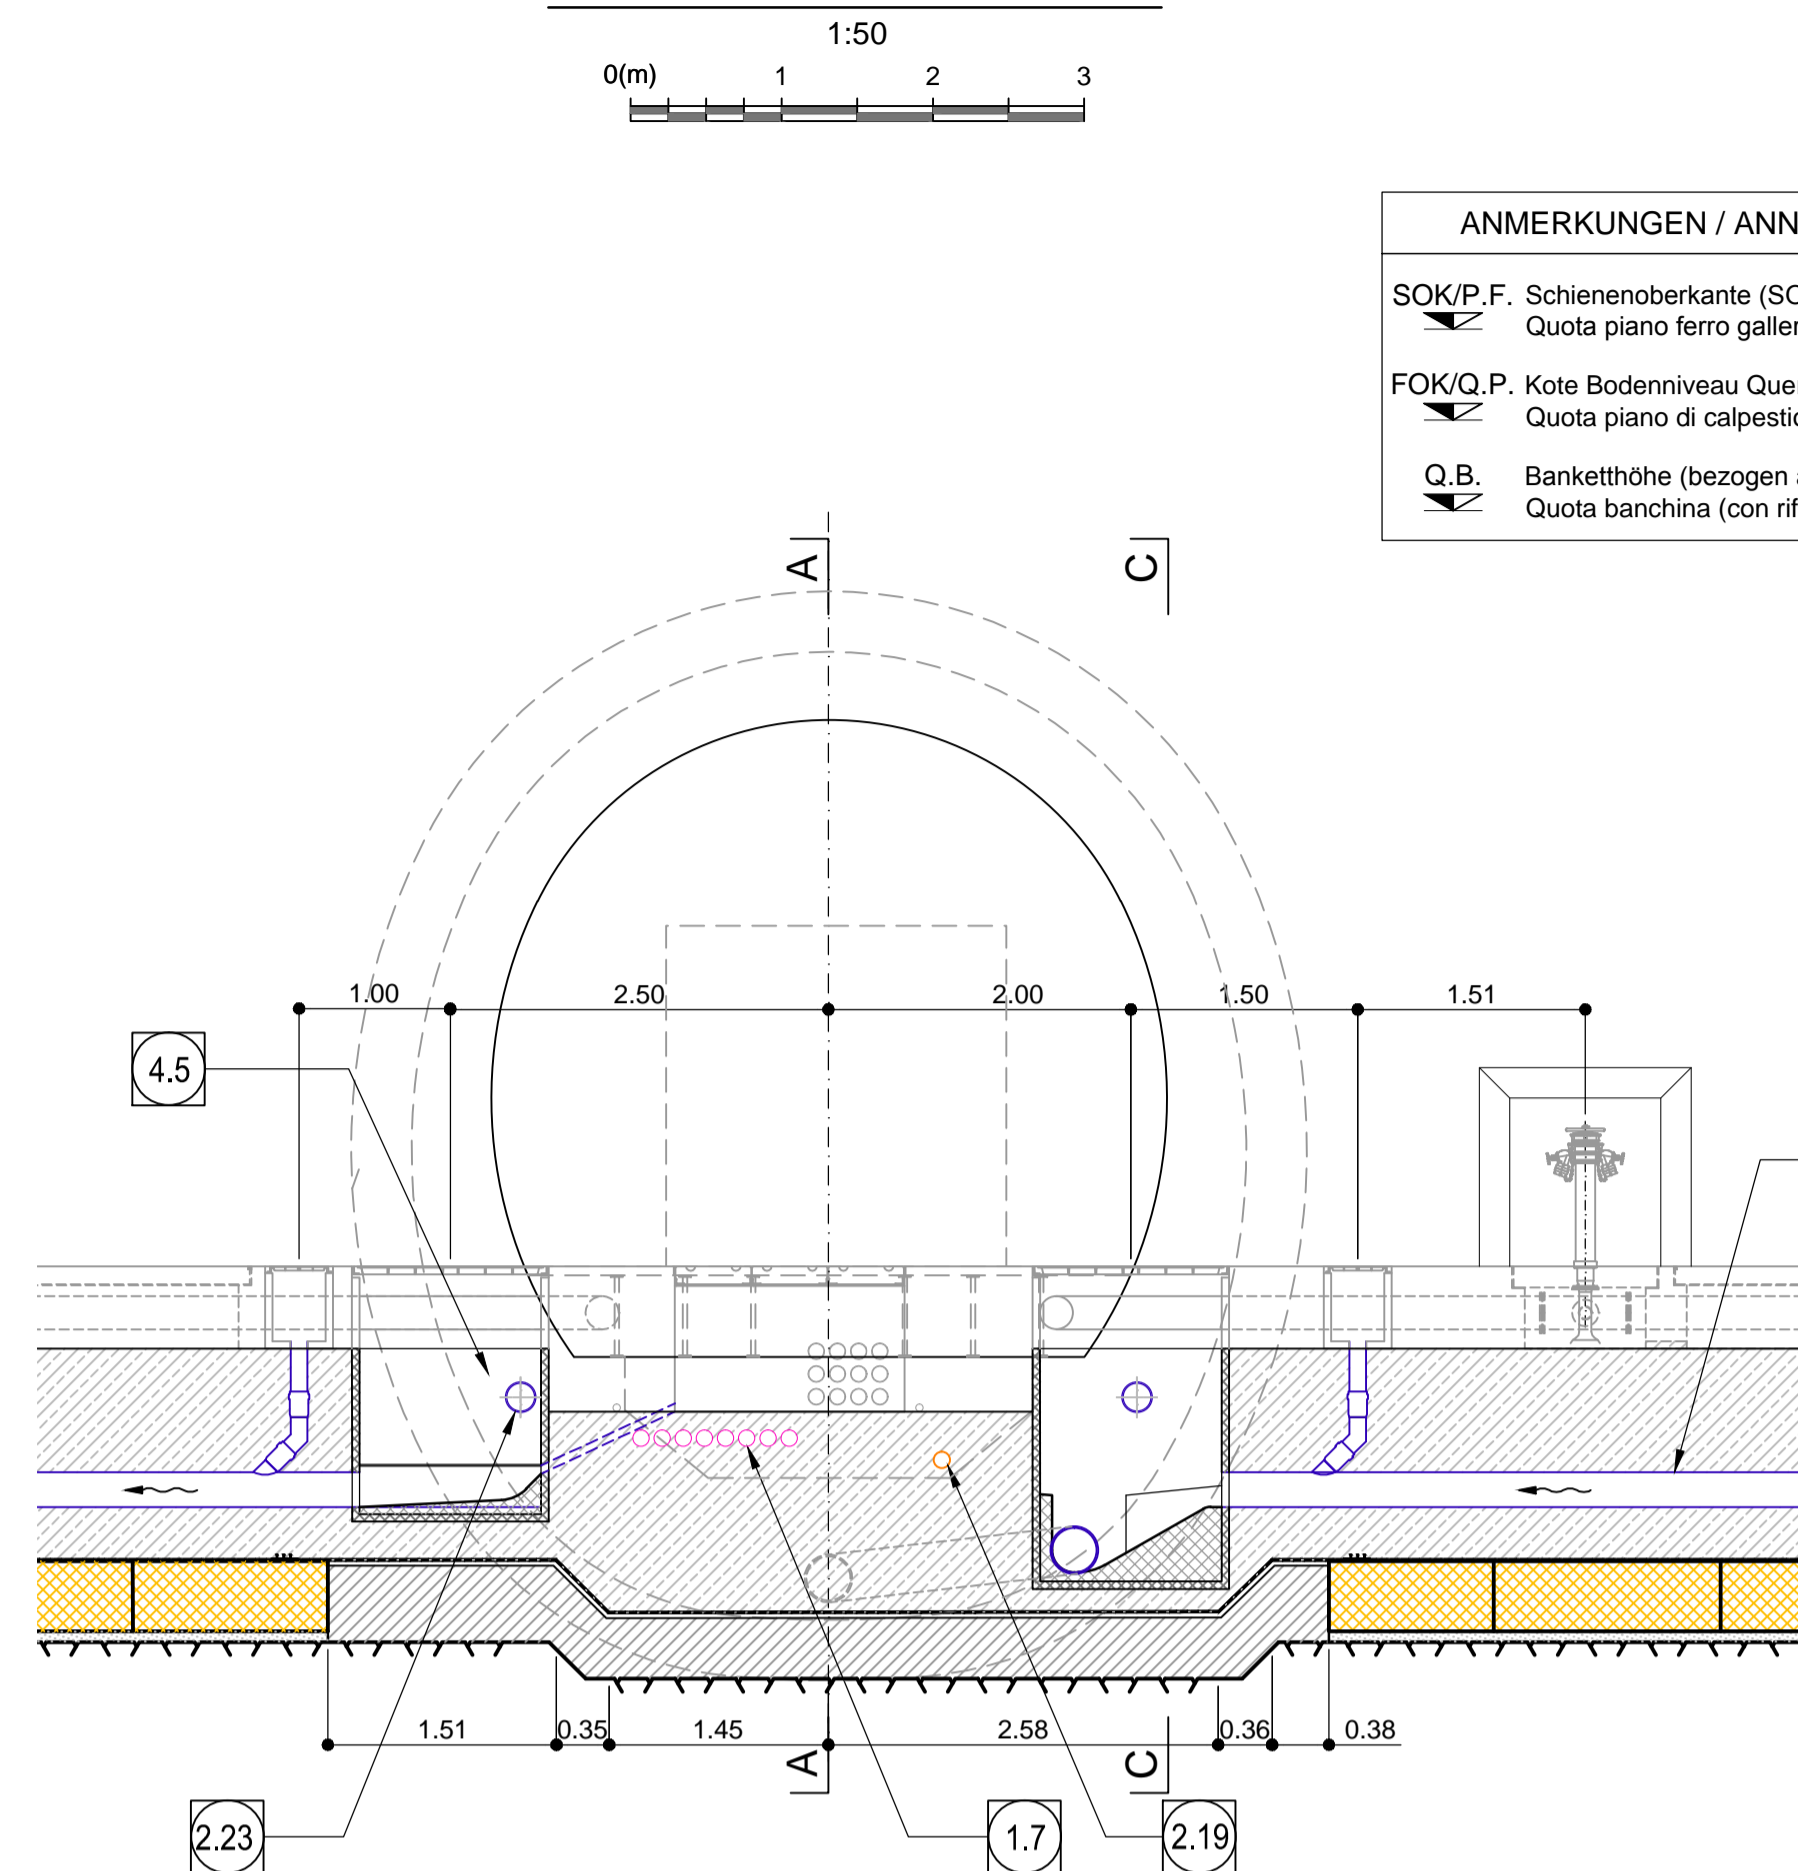 1:50
0(m) 1 2 3
ANMERKUNGEN / ANN
SOK/P.F. Schienenoberkante (SO
Quota piano ferro galler
FOK/Q.P. Kote Bodenniveau Quer
Quota piano di calpestio
Q.B. Banketthöhe (bezogen a
Quota banchina (con rif
A C
1.00 2.50 2.00 1.50 1.51
4.5
1.51 0.35 1.45 2.58 0.36 0.38
A C
2.23 1.7 2.19